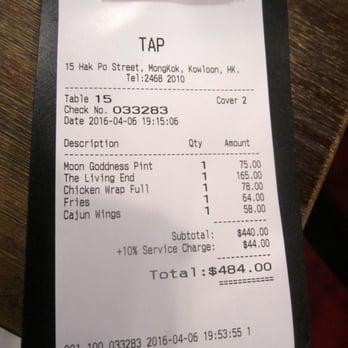 TAP
15 Hak Po Street, MongKok, Kowloon, HK.
Tel:2468 2010
Table 15 Cover 2
Check No. 033283
Date 2016-04-06 19:15:06
Description Qty Amount
Moon Goddness Pint 1 75.00
The Living End 1 165.00
Chicken Wrap Full 1 78.00
Fries 1 64.00
Cajun Wings 1 58.00
Subtotal: $440.00
+10% Service Charge: $44.00
Total:$484.00
001 100 033283 2016-04-06 19:53:55 1